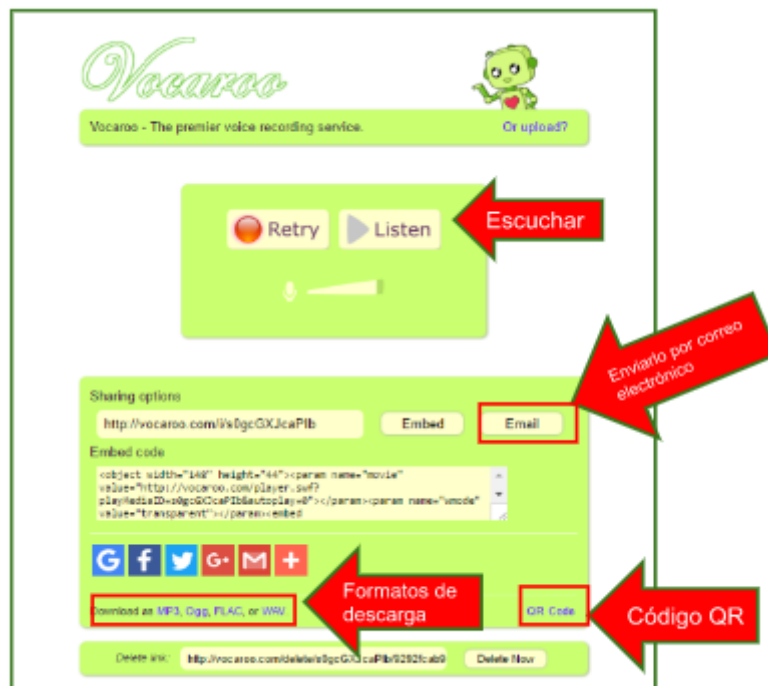 Vocaroo
Vocaroo - The premier voice recording service. Or upload?
Retry Listen Escuchar
Enviarlo por correo
electrónico
Sharing options
http://vocaroo.com/i/s0gcGXJcaPIb Embed Email
Embed code
<object width="148" height="44"><param name="movie"
value="http://vocaroo.com/player.swf?
playMediaID=s0gcGXJcaPIb&autoplay=0"></param><param name="wmode"
value="transparent"></param><embed
G f G+ M +
Formatos de
descarga
Download as MP3, Ogg, FLAC, or WAV QR Code Código QR
Delete link: Delete Now